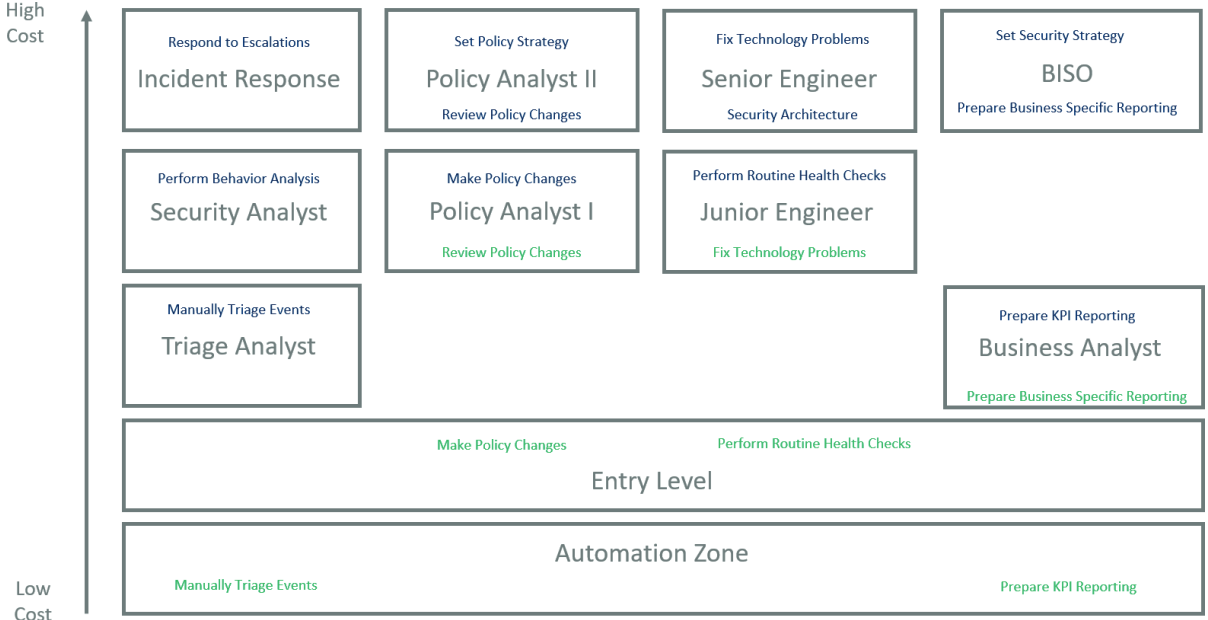 High
Cost
Respond to Escalations
Incident Response
Set Policy Strategy
Policy Analyst II
Review Policy Changes
Fix Technology Problems
Senior Engineer
Security Architecture
Set Security Strategy
BISO
Prepare Business Specific Reporting
Perform Behavior Analysis
Security Analyst
Make Policy Changes
Policy Analyst I
Review Policy Changes
Perform Routine Health Checks
Junior Engineer
Fix Technology Problems
Manually Triage Events
Triage Analyst
Prepare KPI Reporting
Business Analyst
Prepare Business Specific Reporting
Make Policy Changes
Perform Routine Health Checks
Entry Level
Automation Zone
Manually Triage Events
Prepare KPI Reporting
Low
Cost